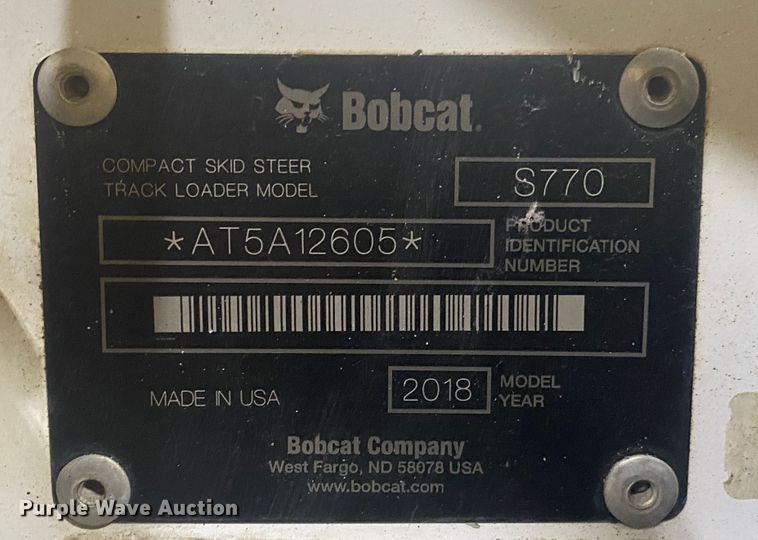 Bobcat.
COMPACT SKID STEER
TRACK LOADER MODEL
S770
*AT5A12605*
PRODUCT
IDENTIFICATION
NUMBER
MADE IN USA
2018
MODEL
YEAR
Bobcat Company
West Fargo, ND 58078 USA
www.bobcat.com
Purple Wave Auction